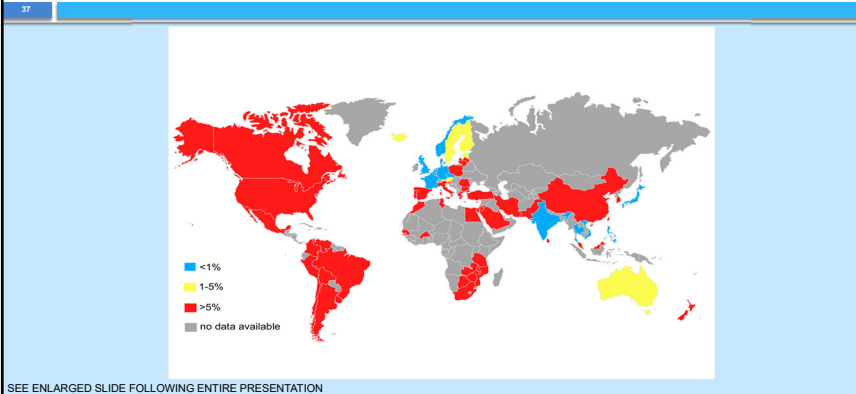 37
<1%
1-5%
>5%
no data available
SEE ENLARGED SLIDE FOLLOWING ENTIRE PRESENTATION